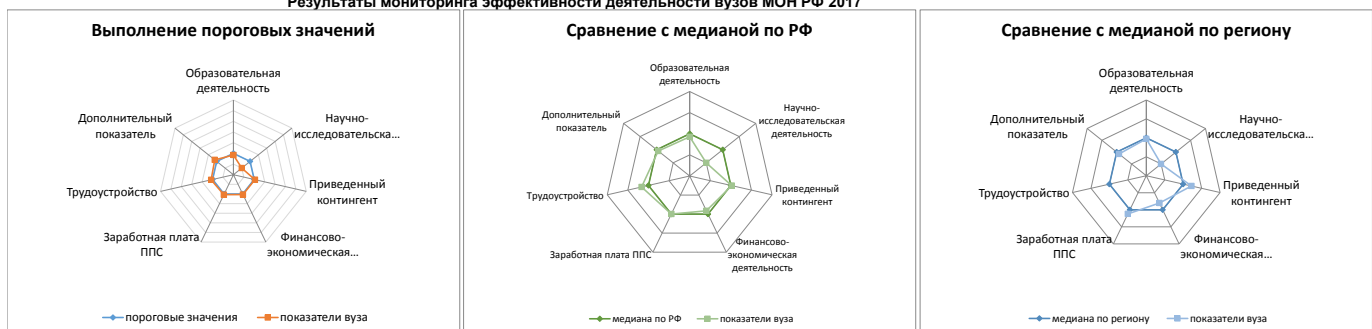 Результаты мониторинга эффективности деятельности вузов МОН РФ 2017
Выполнение пороговых значений
Образовательная
деятельность
Научно-
исследовательска...
Приведенный
контингент
Финансово-
экономическая...
Заработная плата
ППС
Трудоустройство
Дополнительный
показатель
пороговые значения
показатели вуза
Сравнение с медианой по РФ
Образовательная
деятельность
Научно-
исследовательская
деятельность
Приведенный
контингент
Финансово-
экономическая
деятельность
Заработная плата ППС
Трудоустройство
Дополнительный
показатель
медиана по РФ
показатели вуза
Сравнение с медианой по региону
Образовательная
деятельность
Научно-
исследовательска...
Приведенный
контингент
Финансово-
экономическая...
Заработная плата
ППС
Трудоустройство
Дополнительный
показатель
медиана по региону
показатели вуза